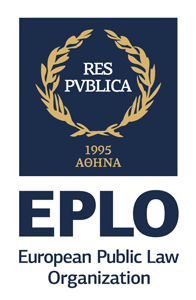 RES
PVBLICA
1995
ΑΘΗΝΑ
EPLO
European Public Law
Organization